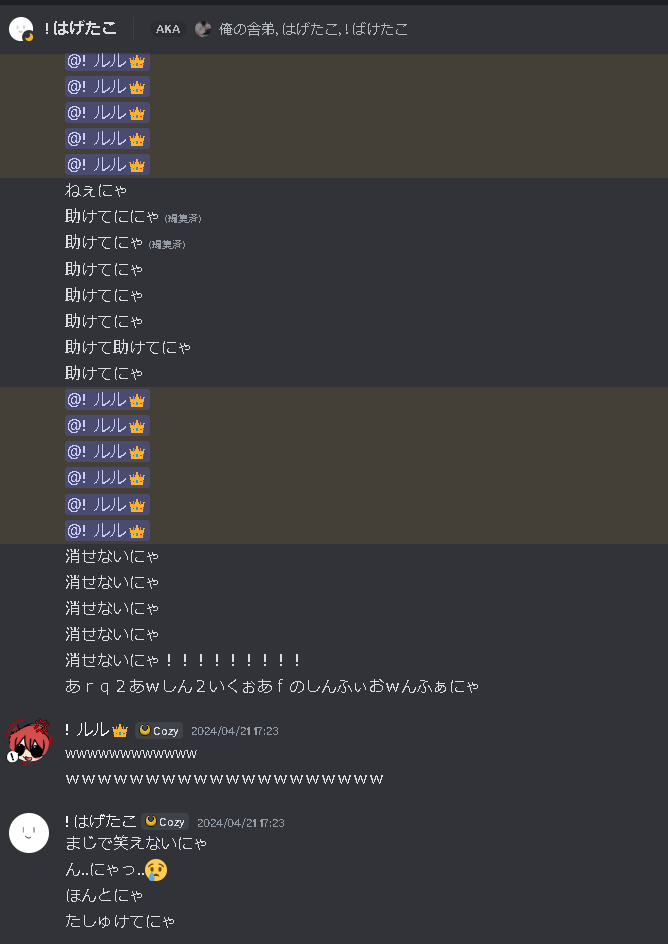 ! はげたこ AKA 俺の舎弟, はげたこ, ! ばけたこ
@! ルル👑
@! ルル👑
@! ルル👑
@! ルル👑
@! ルル👑
ねぇにゃ
助けてににゃ (編集済)
助けてにゃ (編集済)
助けてにゃ
助けてにゃ
助けてにゃ
助けて助けてにゃ
助けてにゃ
@! ルル👑
@! ルル👑
@! ルル👑
@! ルル👑
@! ルル👑
@! ルル👑
消せないにゃ
消せないにゃ
消せないにゃ
消せないにゃ
消せないにゃ！！！！！！！！！
あｒｑ２あｗしん２いくぉあｆのしんふぃおｗんふぁにゃ
! ルル👑 Cozy 2024/04/21 17:23
wwwwwwwwwwww
ｗｗｗｗｗｗｗｗｗｗｗｗｗｗｗｗｗｗｗｗ
! はげたこ Cozy 2024/04/21 17:23
まじで笑えないにゃ
ん..にゃっ..😢
ほんとにゃ
たしゅけてにゃ